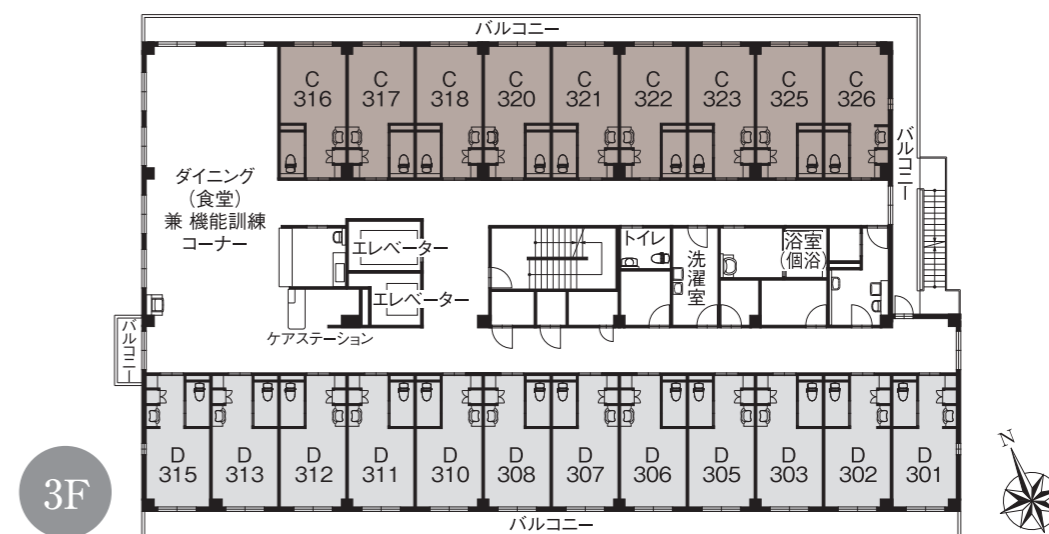 バルコニー
C
316
C
317
C
318
C
320
C
321
C
322
C
323
C
325
C
326
バルコニー
ダイニング
（食堂）
兼 機能訓練
コーナー
エレベーター
エレベーター
トイレ
洗濯室
浴室
（個浴）
ケアステーション
バルコニー
D
315
D
313
D
312
D
311
D
310
D
308
D
307
D
306
D
305
D
303
D
302
D
301
バルコニー
3F
N